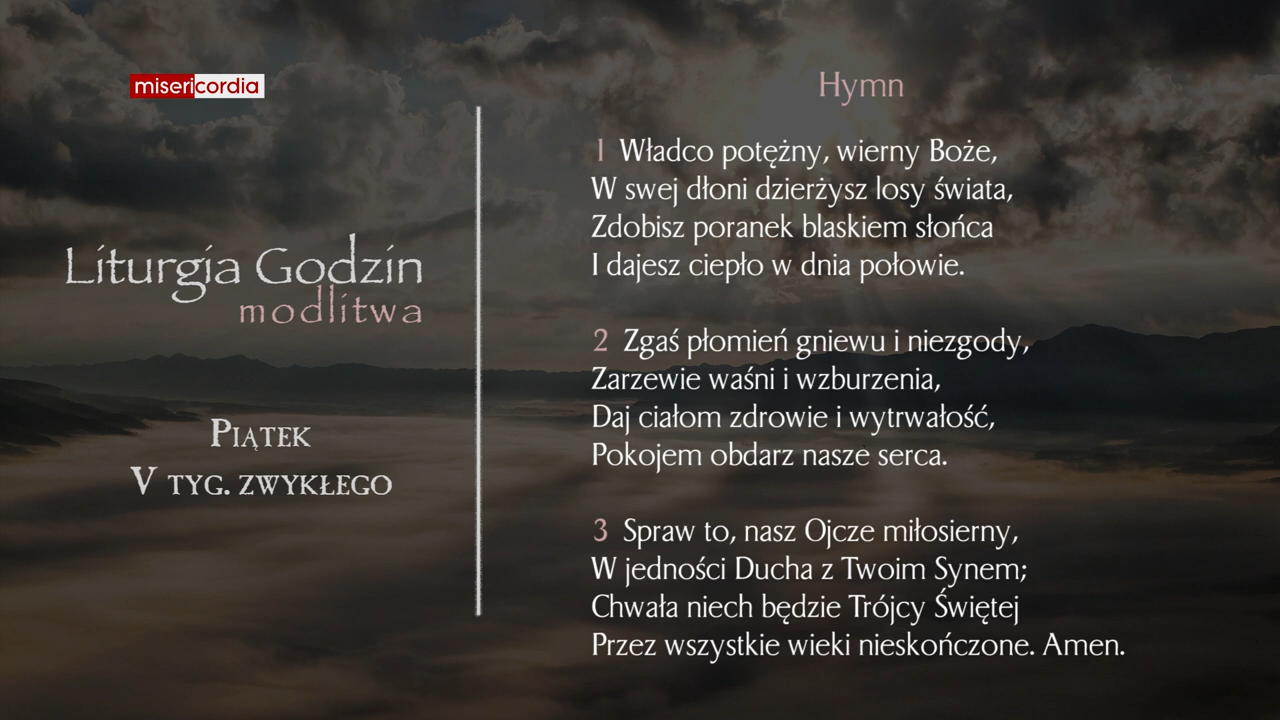 misericordia
Liturgia Godzin
modlitwa
Piątek
V tyg. zwykłego
Hymn
1 Władco potężny, wierny Boże,
W swej dłoni dzierżysz losy świata,
Zdobisz poranek blaskiem słońca
I dajesz ciepło w dnia połowie.
2 Zgaś płomień gniewu i niezgody,
Zarzewie waśni i wzburzenia,
Daj ciałom zdrowie i wytrwałość,
Pokojem obdarz nasze serca.
3 Spraw to, nasz Ojcze miłosierny,
W jedności Ducha z Twoim Synem;
Chwała niech będzie Trójcy Świętej
Przez wszystkie wieki nieskończone. Amen.